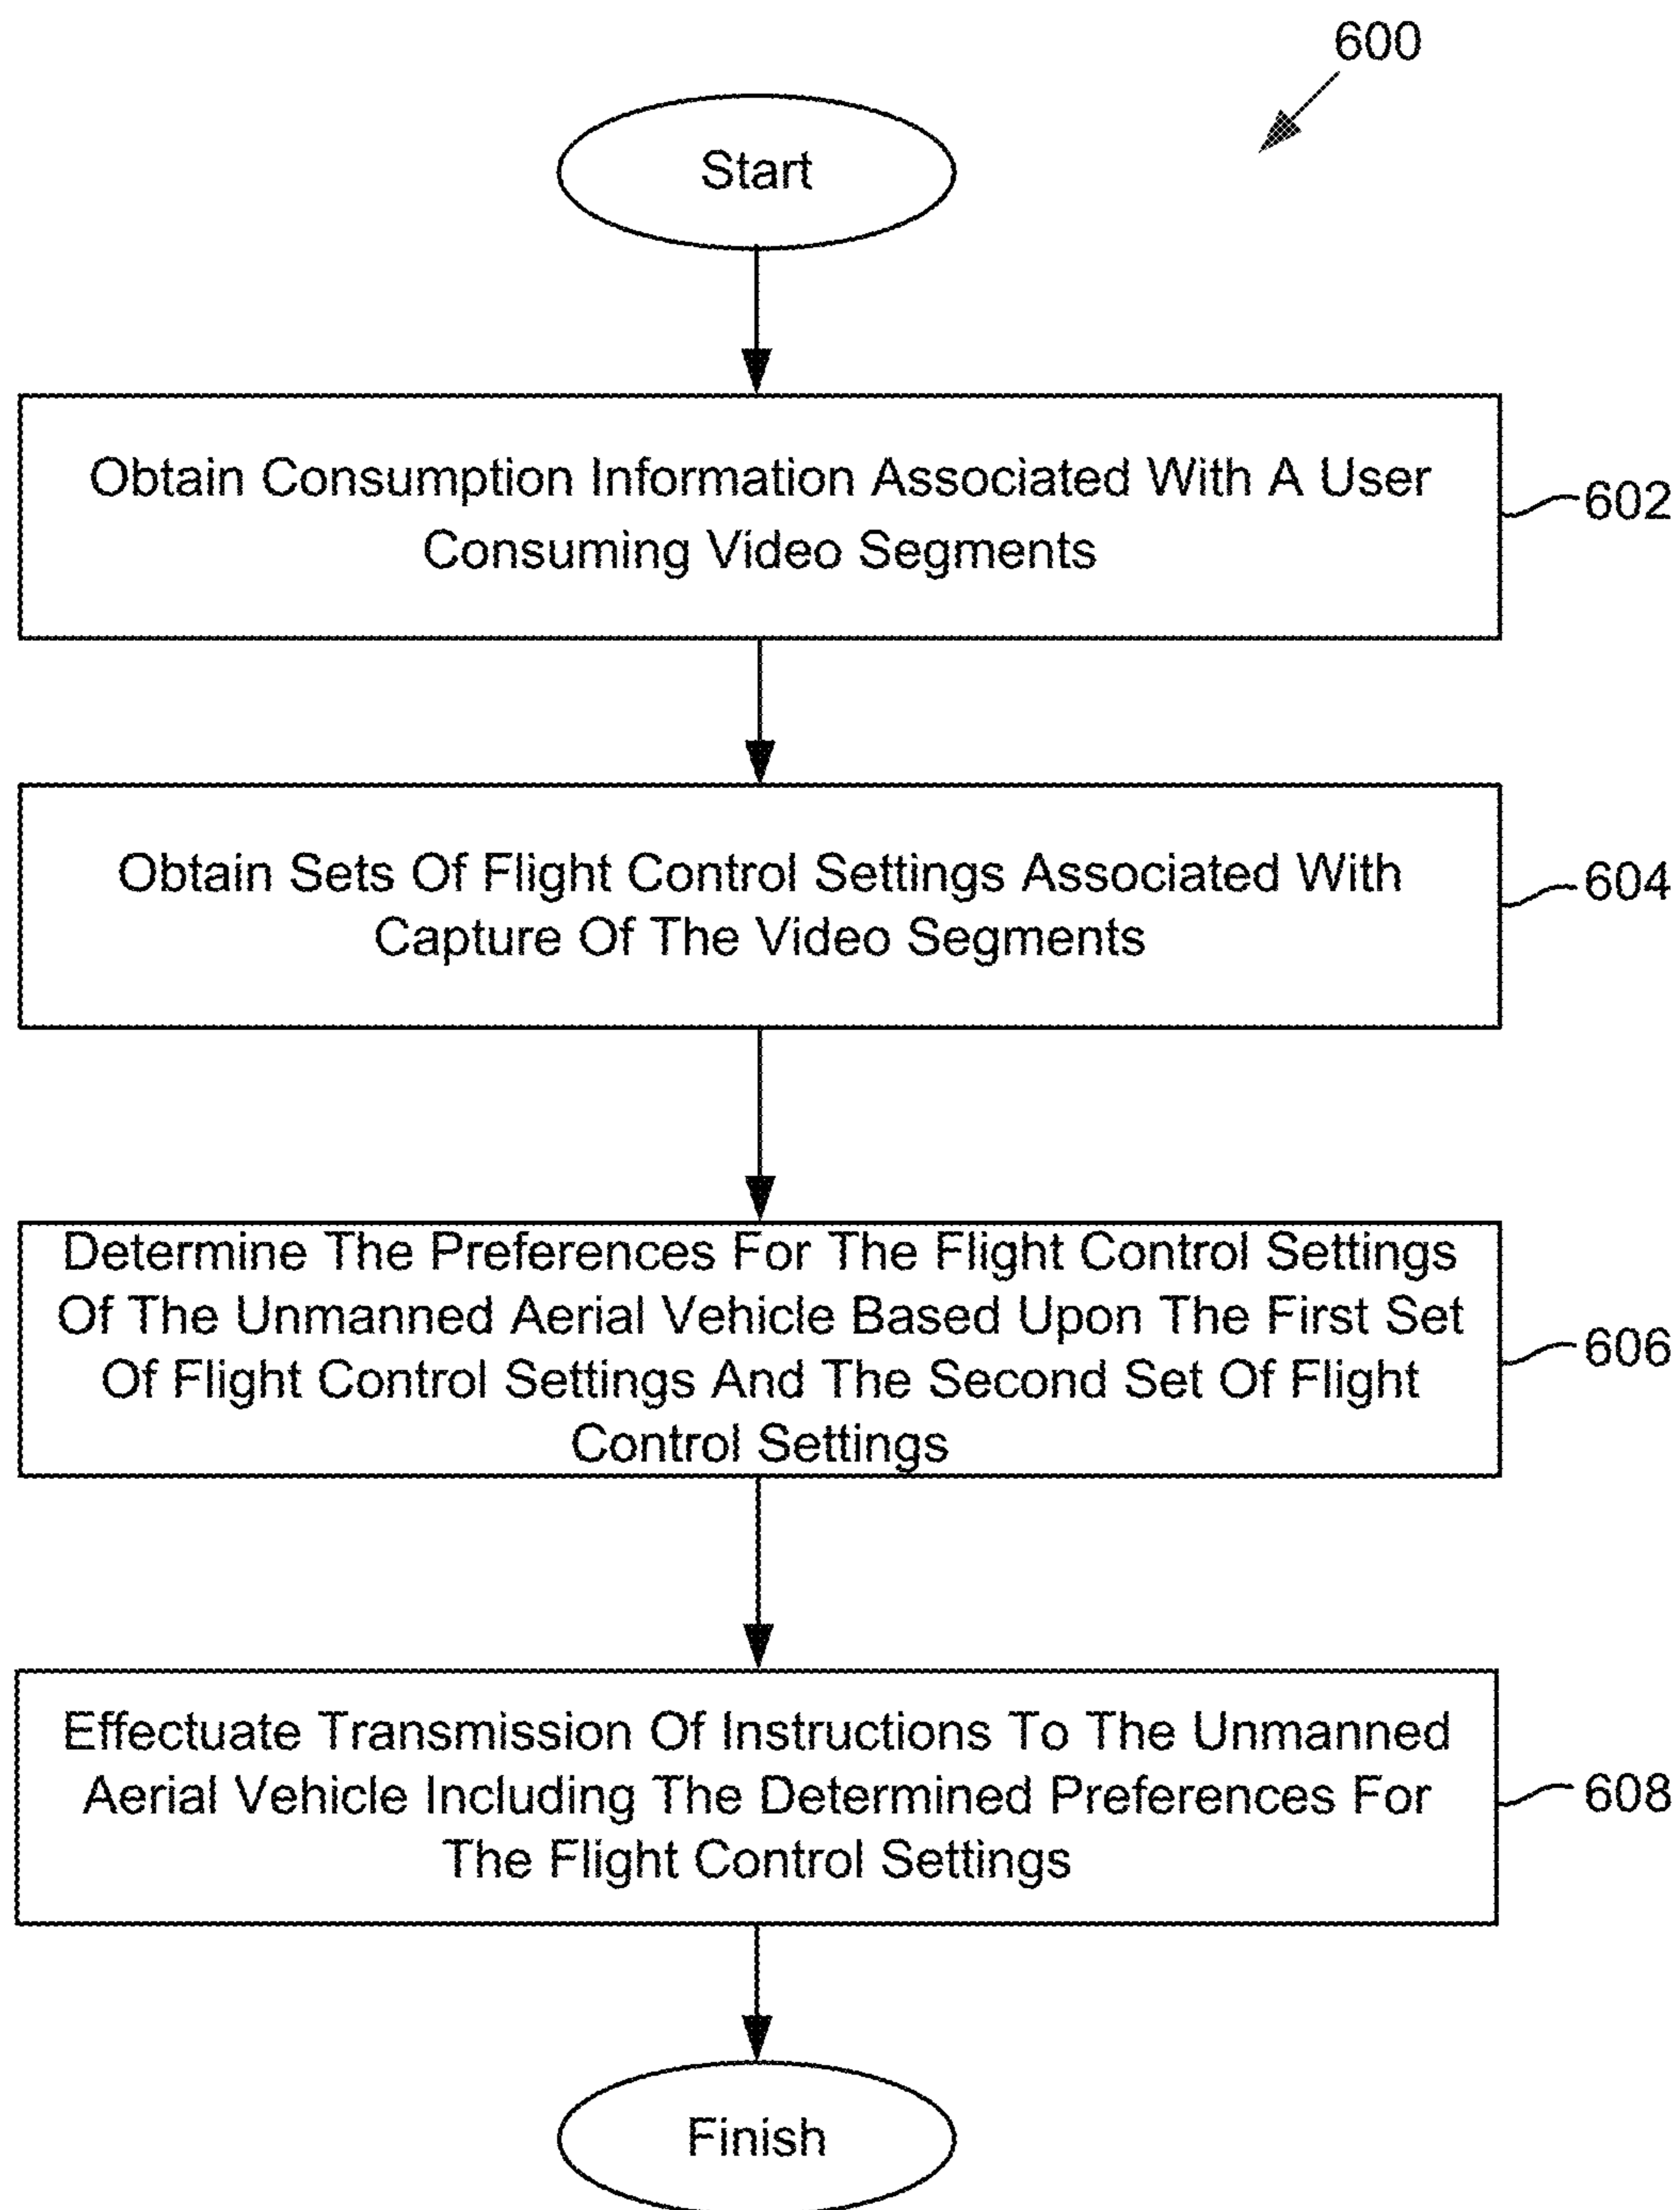 600
Start
Obtain Consumption Information Associated With A User
Consuming Video Segments
602
Obtain Sets Of Flight Control Settings Associated With
Capture Of The Video Segments
604
Determine The Preferences For The Flight Control Settings
Of The Unmanned Aerial Vehicle Based Upon The First Set
Of Flight Control Settings And The Second Set Of Flight
Control Settings
606
Effectuate Transmission Of Instructions To The Unmanned
Aerial Vehicle Including The Determined Preferences For
The Flight Control Settings
608
Finish